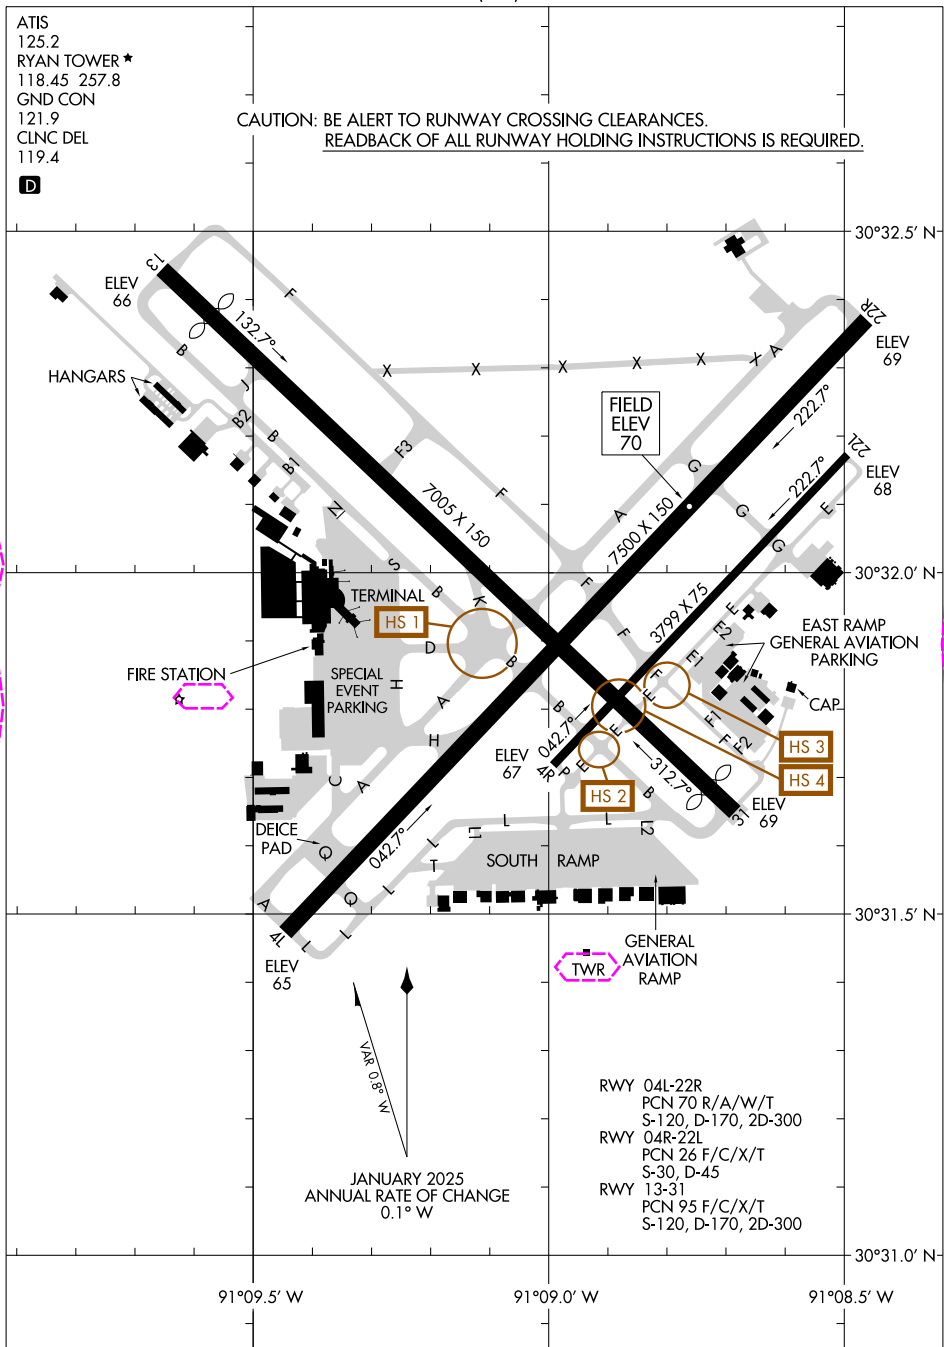 ATIS
125.2
RYAN TOWER ★
118.45 257.8
GND CON
121.9
CLNC DEL
119.4
D
CAUTION: BE ALERT TO RUNWAY CROSSING CLEARANCES.
READBACK OF ALL RUNWAY HOLDING INSTRUCTIONS IS REQUIRED.
30°32.5' N
13
ELEV
66
F
132.7°
B
J
HANGARS
B2
B
B1
Z1
X X X X X X
A
22R
ELEV
69
222.7°
FIELD
ELEV
70
22L
ELEV
68
222.7°
F3
F
7005 X 150
G
A
G
G
E
7500 X 150
30°32.0' N
S
B
K
F
F
3799 X 75
TERMINAL
HS 1
D
B
E
E2
E1
EAST RAMP
GENERAL AVIATION
PARKING
FIRE STATION
SPECIAL
EVENT
PARKING
H
A
H
B
F
E
E
F1
F
F2
CAP
HS 3
HS 4
ELEV
67
4R
042.7°
P
E
HS 2
312.7°
B
31
ELEV
69
C
A
DEICE
PAD
Q
042.7°
L
L1
L
L
L2
T
SOUTH RAMP
Q
L
A
L
L
4L
ELEV
65
30°31.5' N
TWR
GENERAL
AVIATION
RAMP
VAR 0.8° W
JANUARY 2025
ANNUAL RATE OF CHANGE
0.1° W
RWY 04L-22R
PCN 70 R/A/W/T
S-120, D-170, 2D-300
RWY 04R-22L
PCN 26 F/C/X/T
S-30, D-45
RWY 13-31
PCN 95 F/C/X/T
S-120, D-170, 2D-300
30°31.0' N
91°09.5' W
91°09.0' W
91°08.5' W